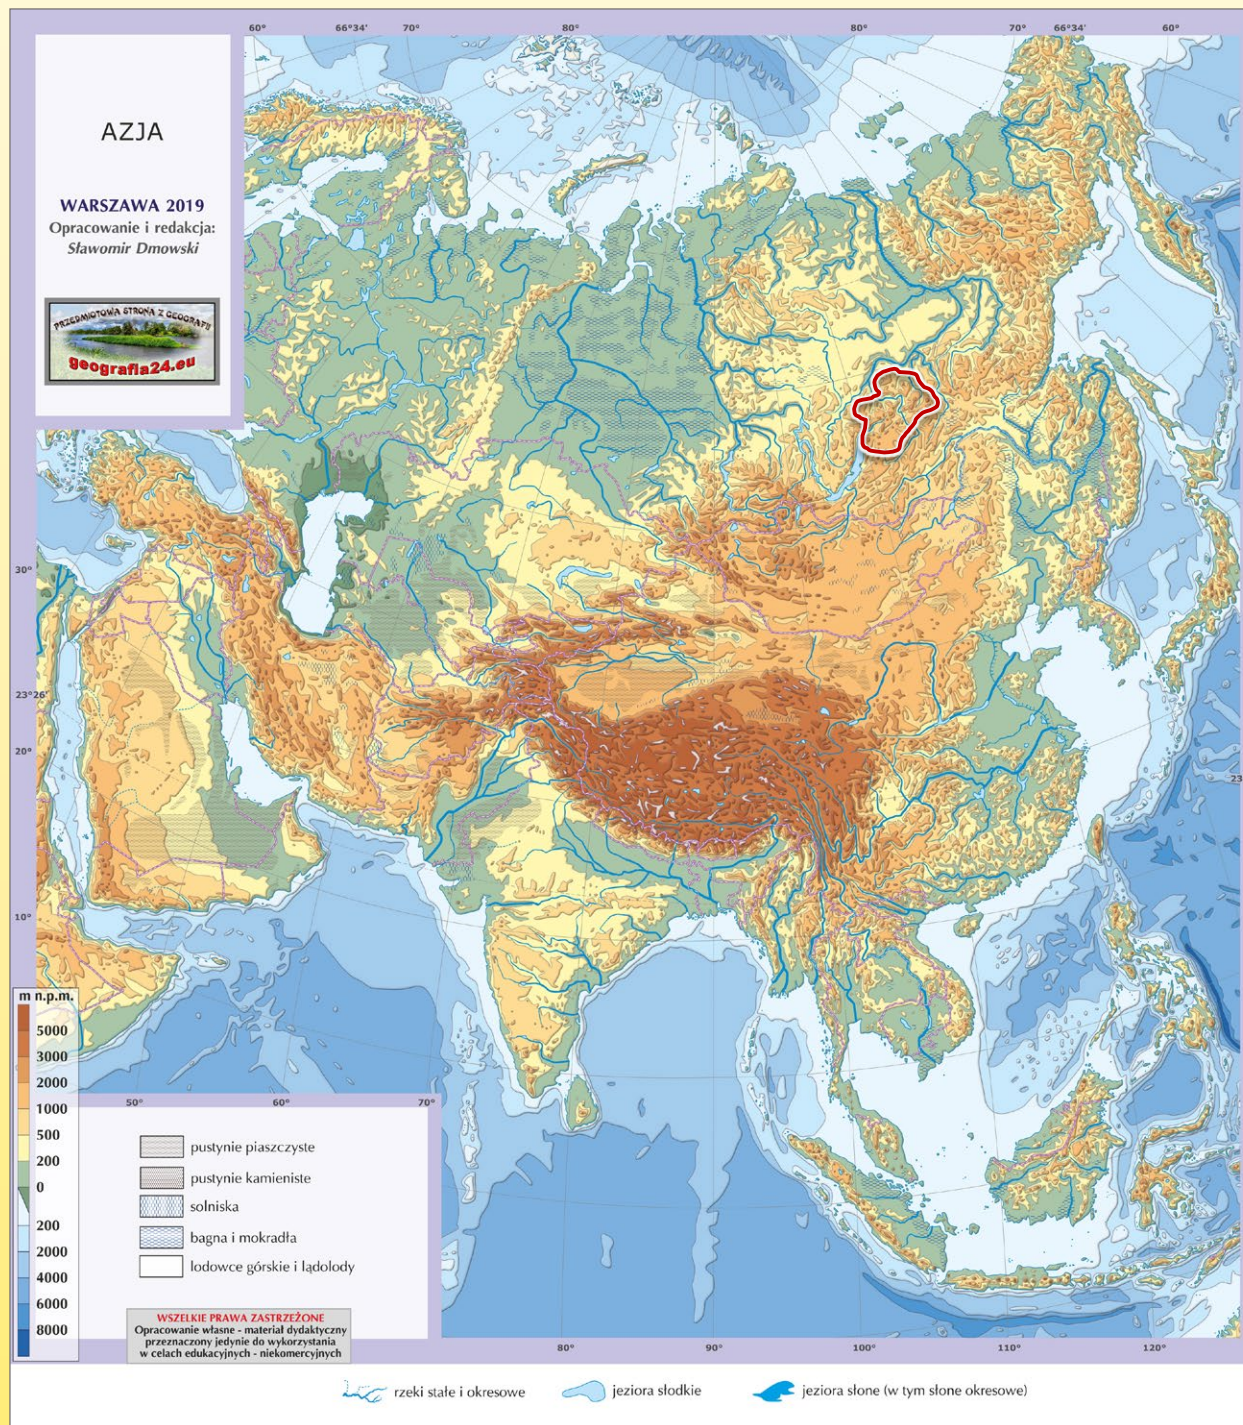 60° 66°34' 70° 80° 80° 70° 66°34' 60°
AZJA
WARSZAWA 2019
Opracowanie i redakcja:
Sławomir Dmowski
PRZEDMIOTOWA STRONA Z GEOGRAFII
geografia24.eu
30°
23°26'
20°
10°
23
m n.p.m.
5000
3000
2000
1000
500
200
0
200
2000
4000
6000
8000
50° 60° 70°
pustynie piaszczyste
pustynie kamieniste
solniska
bagna i mokradła
lodowce górskie i lądolody
WSZELKIE PRAWA ZASTRZEŻONE
Opracowanie własne - materiał dydaktyczny
przeznaczony jedynie do wykorzystania
w celach edukacyjnych - niekomercyjnych
80° 90° 100° 110° 120°
rzeki stałe i okresowe
jeziora słodkie
jeziora słone (w tym słone okresowe)